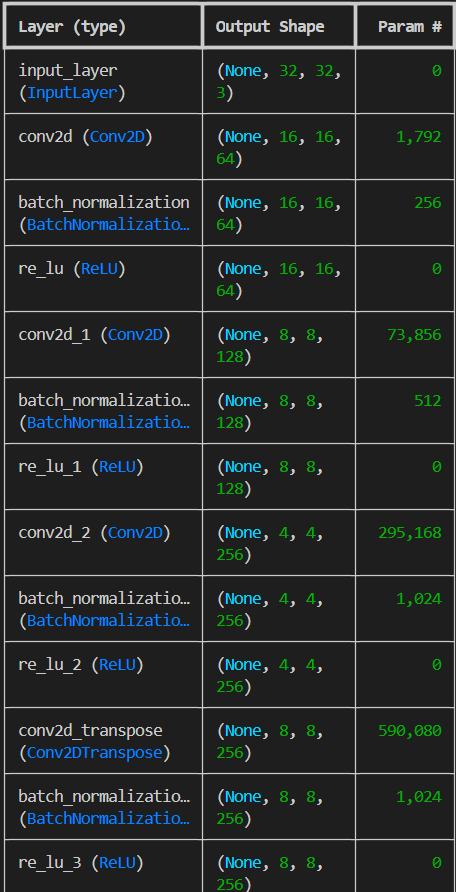 Layer (type) Output Shape Param #
input_layer (None, 32, 32, 0
(InputLayer) 3)
conv2d (Conv2D) (None, 16, 16, 1,792
64)
batch_normalization (None, 16, 16, 256
(BatchNormalizatio… 64)
re_lu (ReLU) (None, 16, 16, 0
64)
conv2d_1 (Conv2D) (None, 8, 8, 73,856
128)
batch_normalizatio… (None, 8, 8, 512
(BatchNormalizatio… 128)
re_lu_1 (ReLU) (None, 8, 8, 0
128)
conv2d_2 (Conv2D) (None, 4, 4, 295,168
256)
batch_normalizatio… (None, 4, 4, 1,024
(BatchNormalizatio… 256)
re_lu_2 (ReLU) (None, 4, 4, 0
256)
conv2d_transpose (None, 8, 8, 590,080
(Conv2DTranspose) 256)
batch_normalizatio… (None, 8, 8, 1,024
(BatchNormalizatio… 256)
re_lu_3 (ReLU) (None, 8, 8, 0
256)